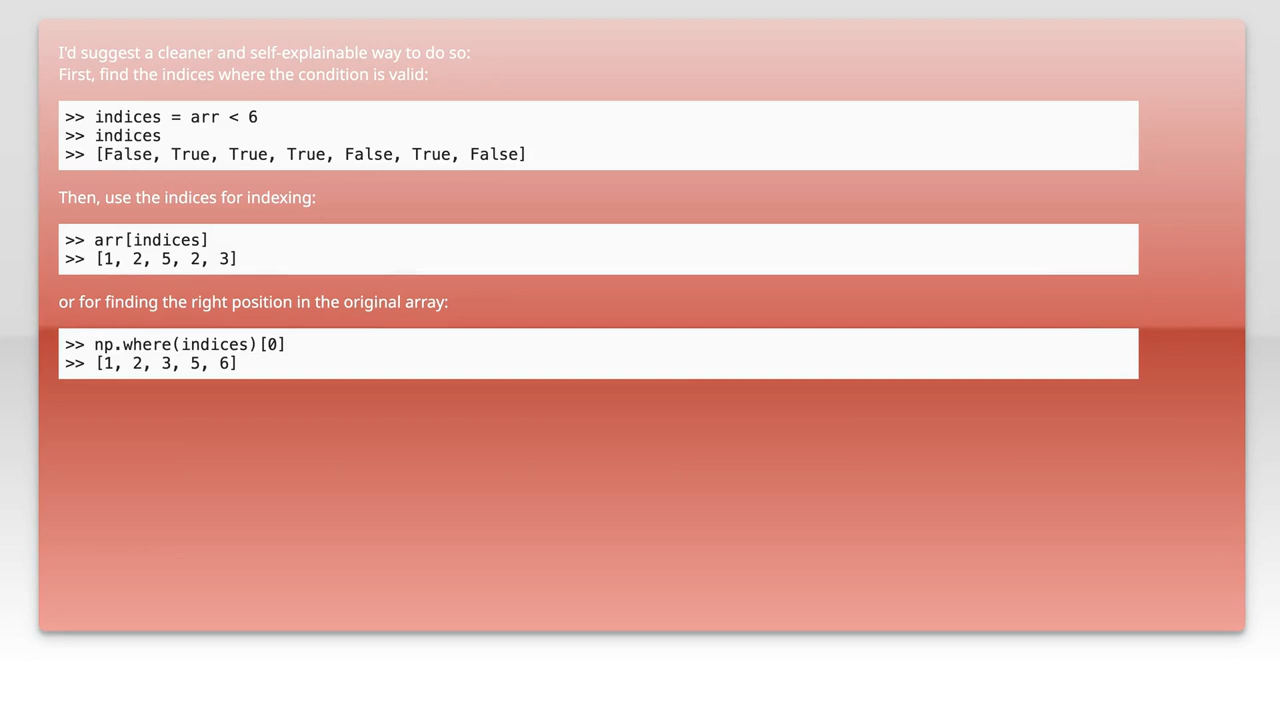 I'd suggest a cleaner and self-explainable way to do so:
First, find the indices where the condition is valid:
>> indices = arr < 6
>> indices
>> [False, True, True, True, False, True, False]
Then, use the indices for indexing:
>> arr[indices]
>> [1, 2, 5, 2, 3]
or for finding the right position in the original array:
>> np.where(indices)[0]
>> [1, 2, 3, 5, 6]